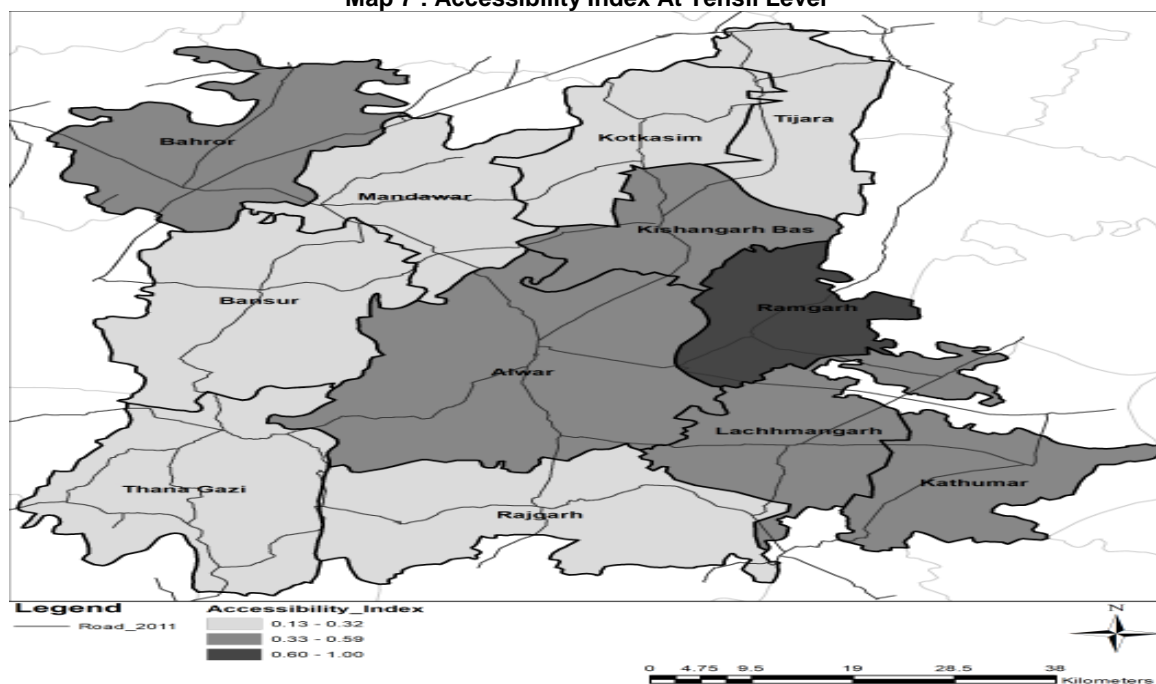 Map 7 : Accessibility Index At Tehsil Level
Tijara
Kotkasim
Bahror
Mandawar
Kishangarh Bas
Bansur
Ramgarh
Alwar
Lachhmangarh
Thana Gazi
Kathumar
Rajgarh
Legend
Road_2011
Accessibility_Index
0.13 - 0.32
0.33 - 0.59
0.60 - 1.00
N
0 4.75 9.5 19 28.5 38
Kilometers